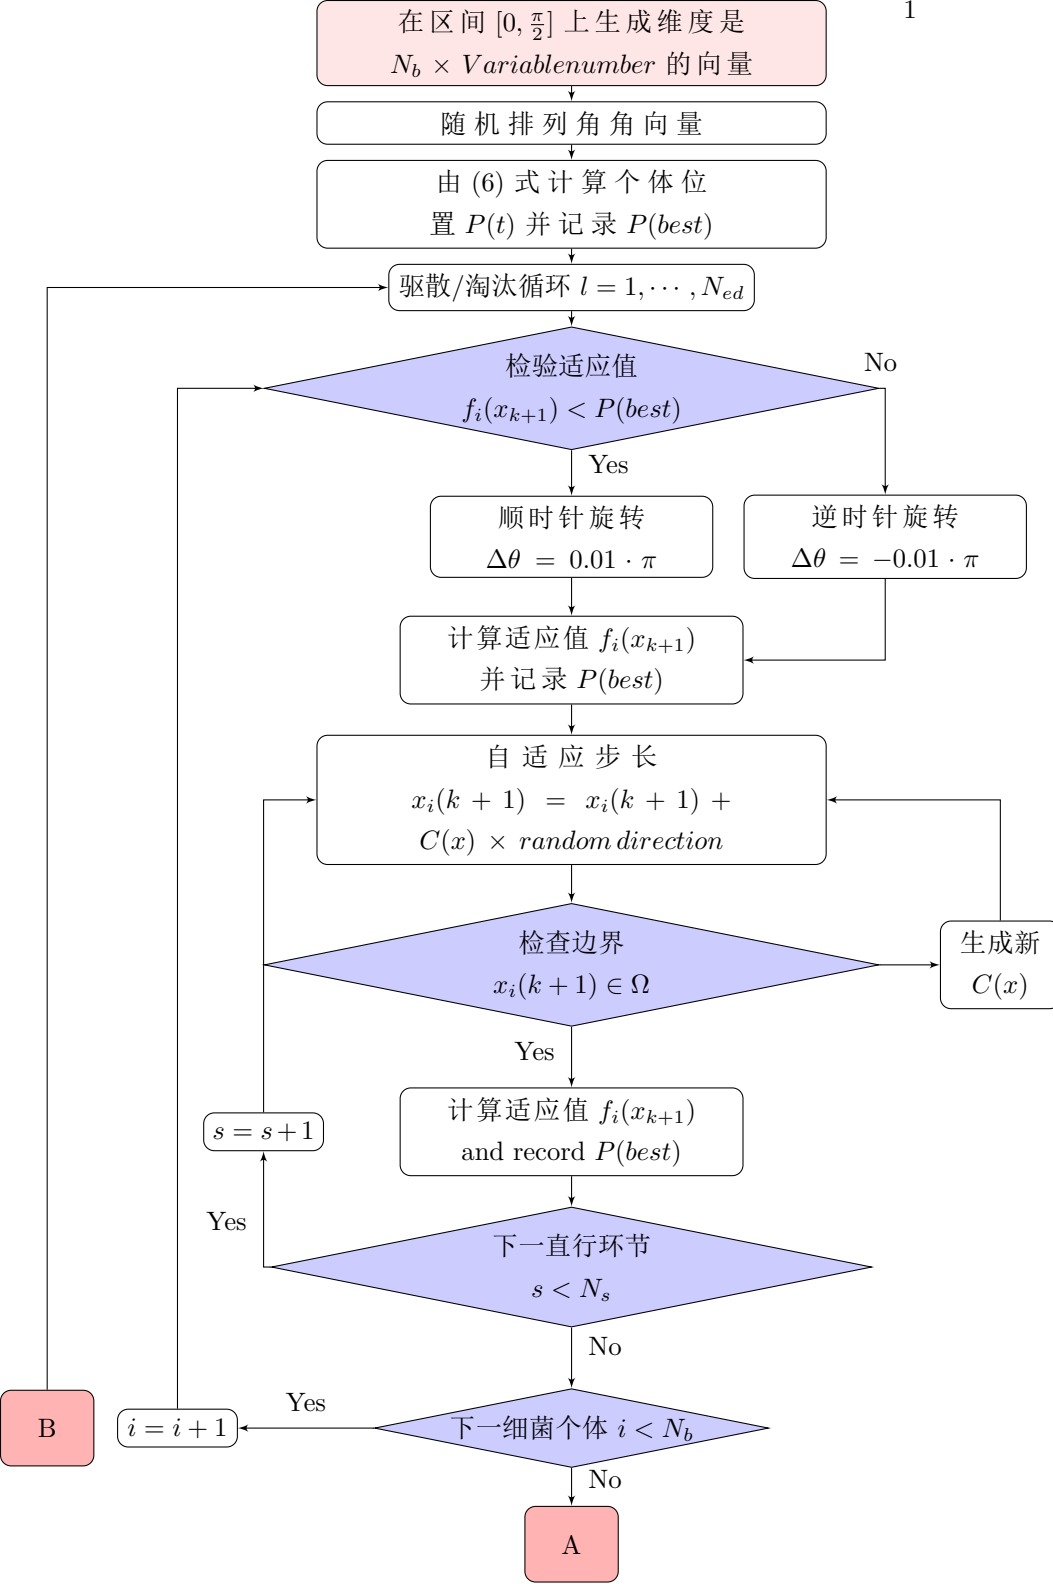 1
在区间 [0, π/2] 上生成维度是
N_b × Variablenumber 的向量
随机排列角角向量
由 (6) 式计算个体位
置 P(t) 并记录 P(best)
驱散/淘汰循环 l = 1, ⋯ , N_{ed}
检验适应值
f_i(x_{k+1}) < P(best)
No
Yes
顺时针旋转
Δθ = 0.01 · π
逆时针旋转
Δθ = −0.01 · π
计算适应值 f_i(x_{k+1})
并记录 P(best)
自适应步长
x_i(k + 1) = x_i(k + 1) +
C(x) × random direction
检查边界
x_i(k + 1) ∈ Ω
生成新
C(x)
Yes
计算适应值 f_i(x_{k+1})
and record P(best)
s = s + 1
Yes
下一直行环节
s < N_s
No
B
i = i + 1
Yes
下一细菌个体 i < N_b
No
A